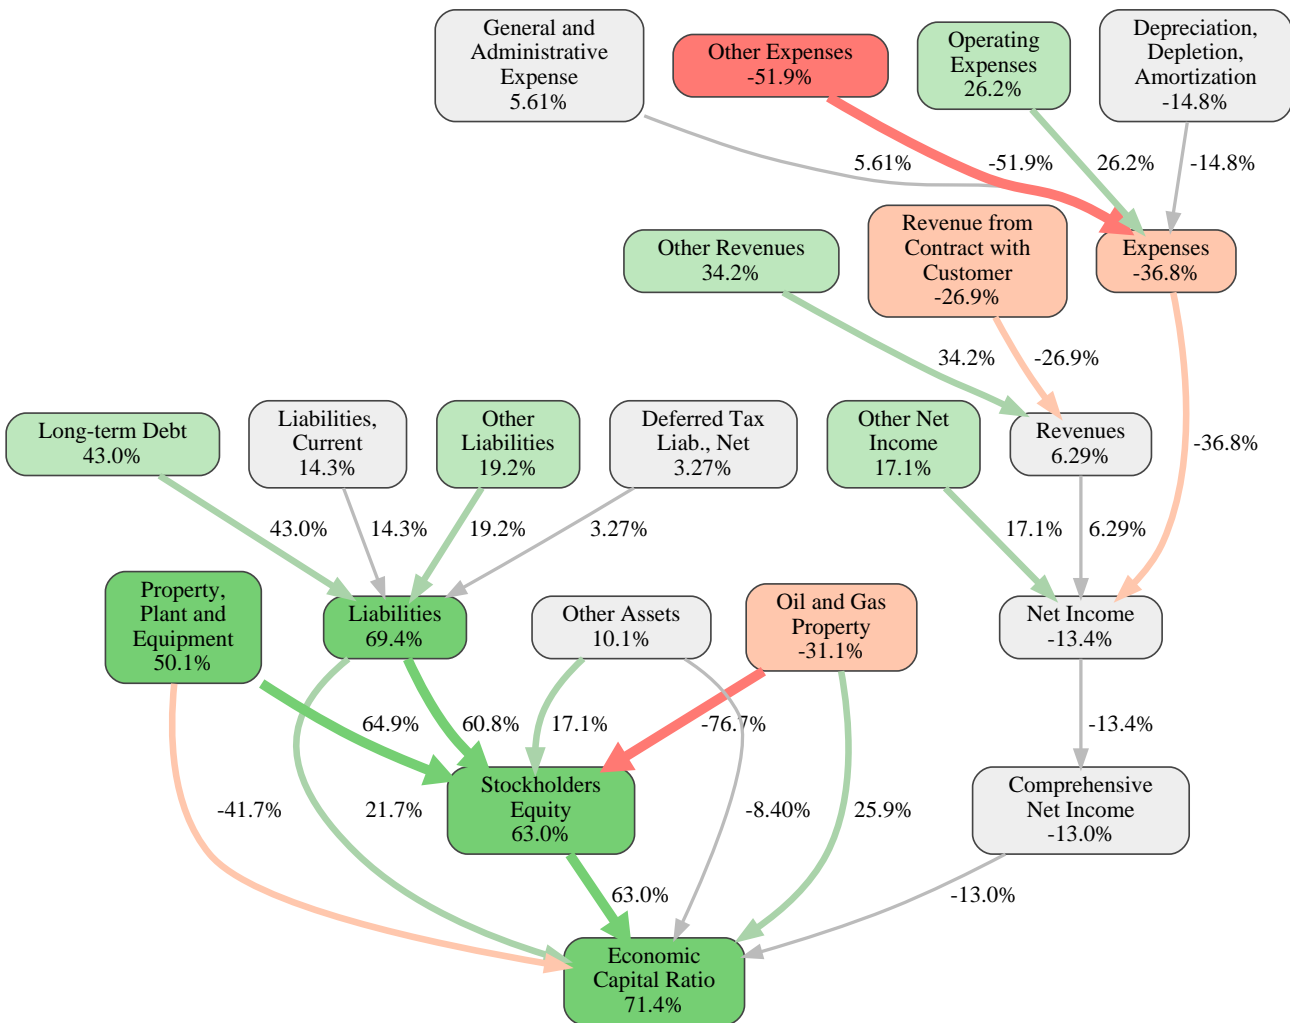 General and
Administrative
Expense
5.61%
Other Expenses
-51.9%
Operating
Expenses
26.2%
Depreciation,
Depletion,
Amortization
-14.8%
5.61%
-51.9%
26.2%
-14.8%
Other Revenues
34.2%
Revenue from
Contract with
Customer
-26.9%
Expenses
-36.8%
34.2%
-26.9%
-36.8%
Long-term Debt
43.0%
Liabilities,
Current
14.3%
Other
Liabilities
19.2%
Deferred Tax
Liab., Net
3.27%
Other Net
Income
17.1%
Revenues
6.29%
43.0%
14.3%
19.2%
3.27%
17.1%
6.29%
Property,
Plant and
Equipment
50.1%
Liabilities
69.4%
Other Assets
10.1%
Oil and Gas
Property
-31.1%
Net Income
-13.4%
64.9%
60.8%
17.1%
-76.7%
-13.4%
Stockholders
Equity
63.0%
Comprehensive
Net Income
-13.0%
-41.7%
21.7%
-8.40%
25.9%
63.0%
-13.0%
Economic
Capital Ratio
71.4%